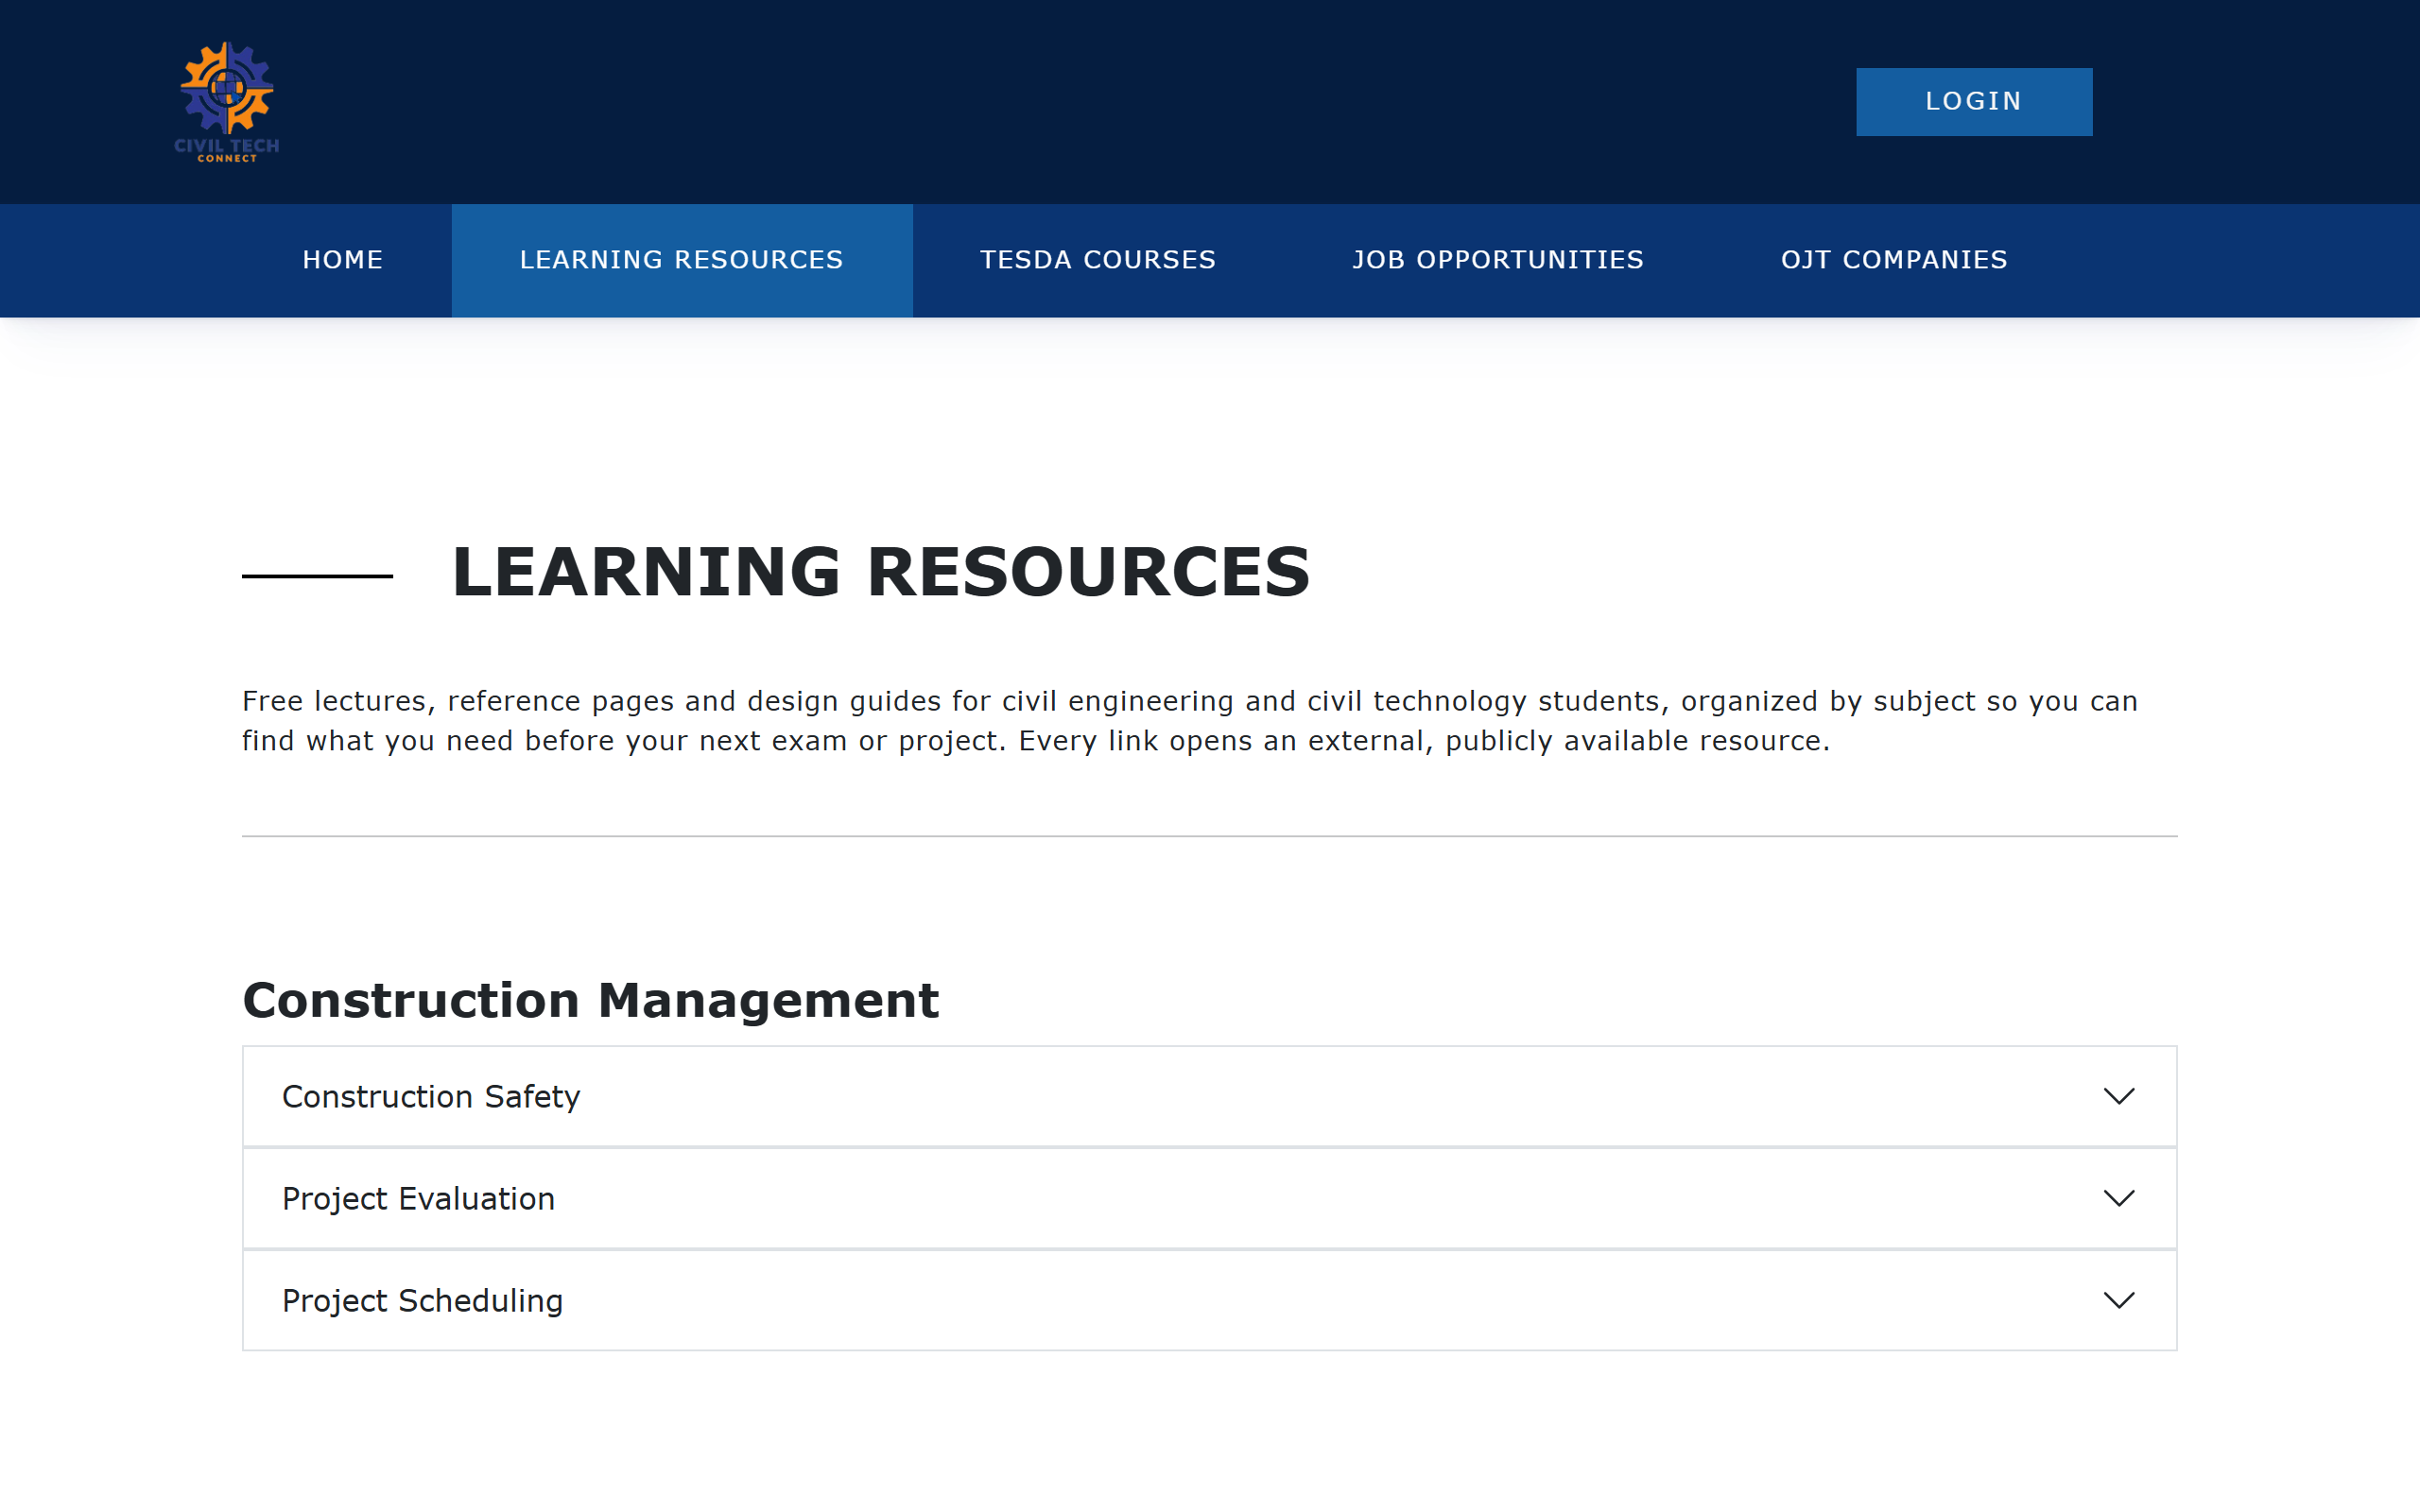 CIVIL TECH
CONNECT
LOGIN
HOME
LEARNING RESOURCES
TESDA COURSES
JOB OPPORTUNITIES
OJT COMPANIES
LEARNING RESOURCES
Free lectures, reference pages and design guides for civil engineering and civil technology students, organized by subject so you can
find what you need before your next exam or project. Every link opens an external, publicly available resource.
Construction Management
Construction Safety
Project Evaluation
Project Scheduling